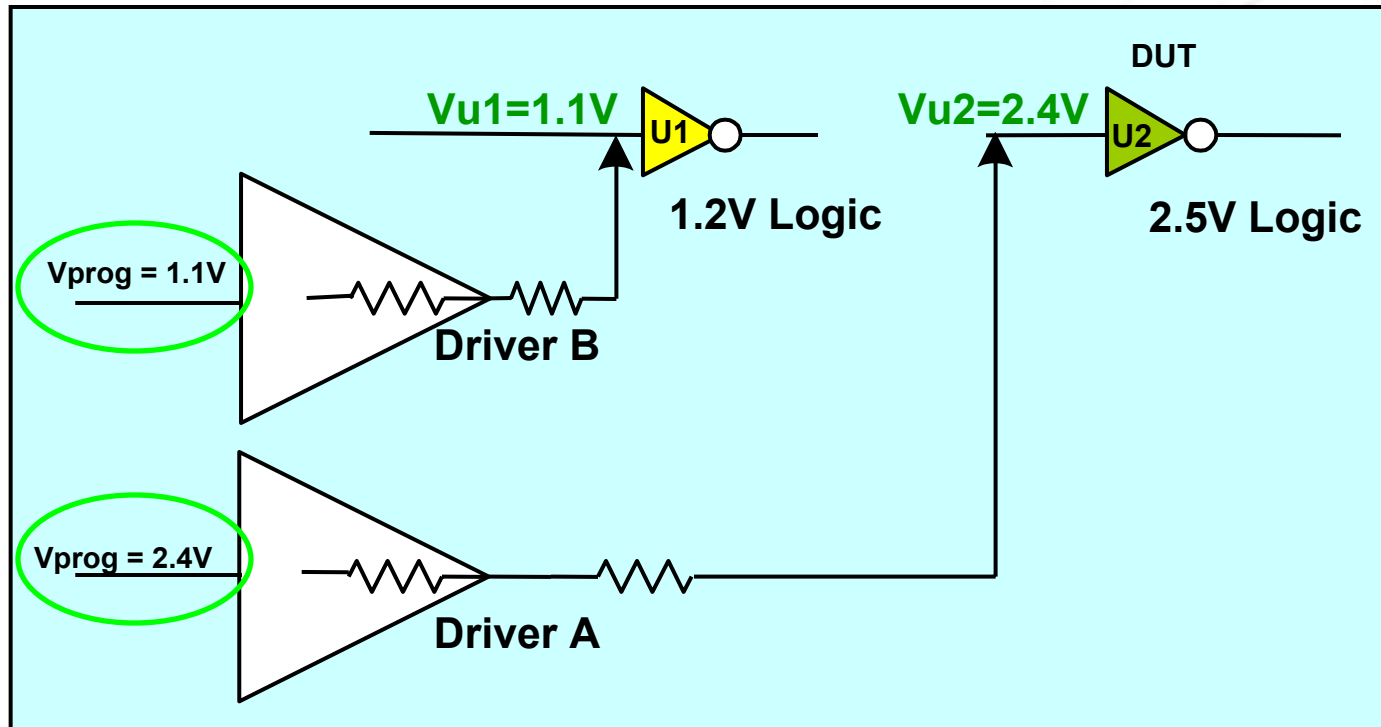 DUT
Vu1=1.1V
Vu2=2.4V
U1
U2
1.2V Logic
2.5V Logic
Vprog = 1.1V
Driver B
Vprog = 2.4V
Driver A